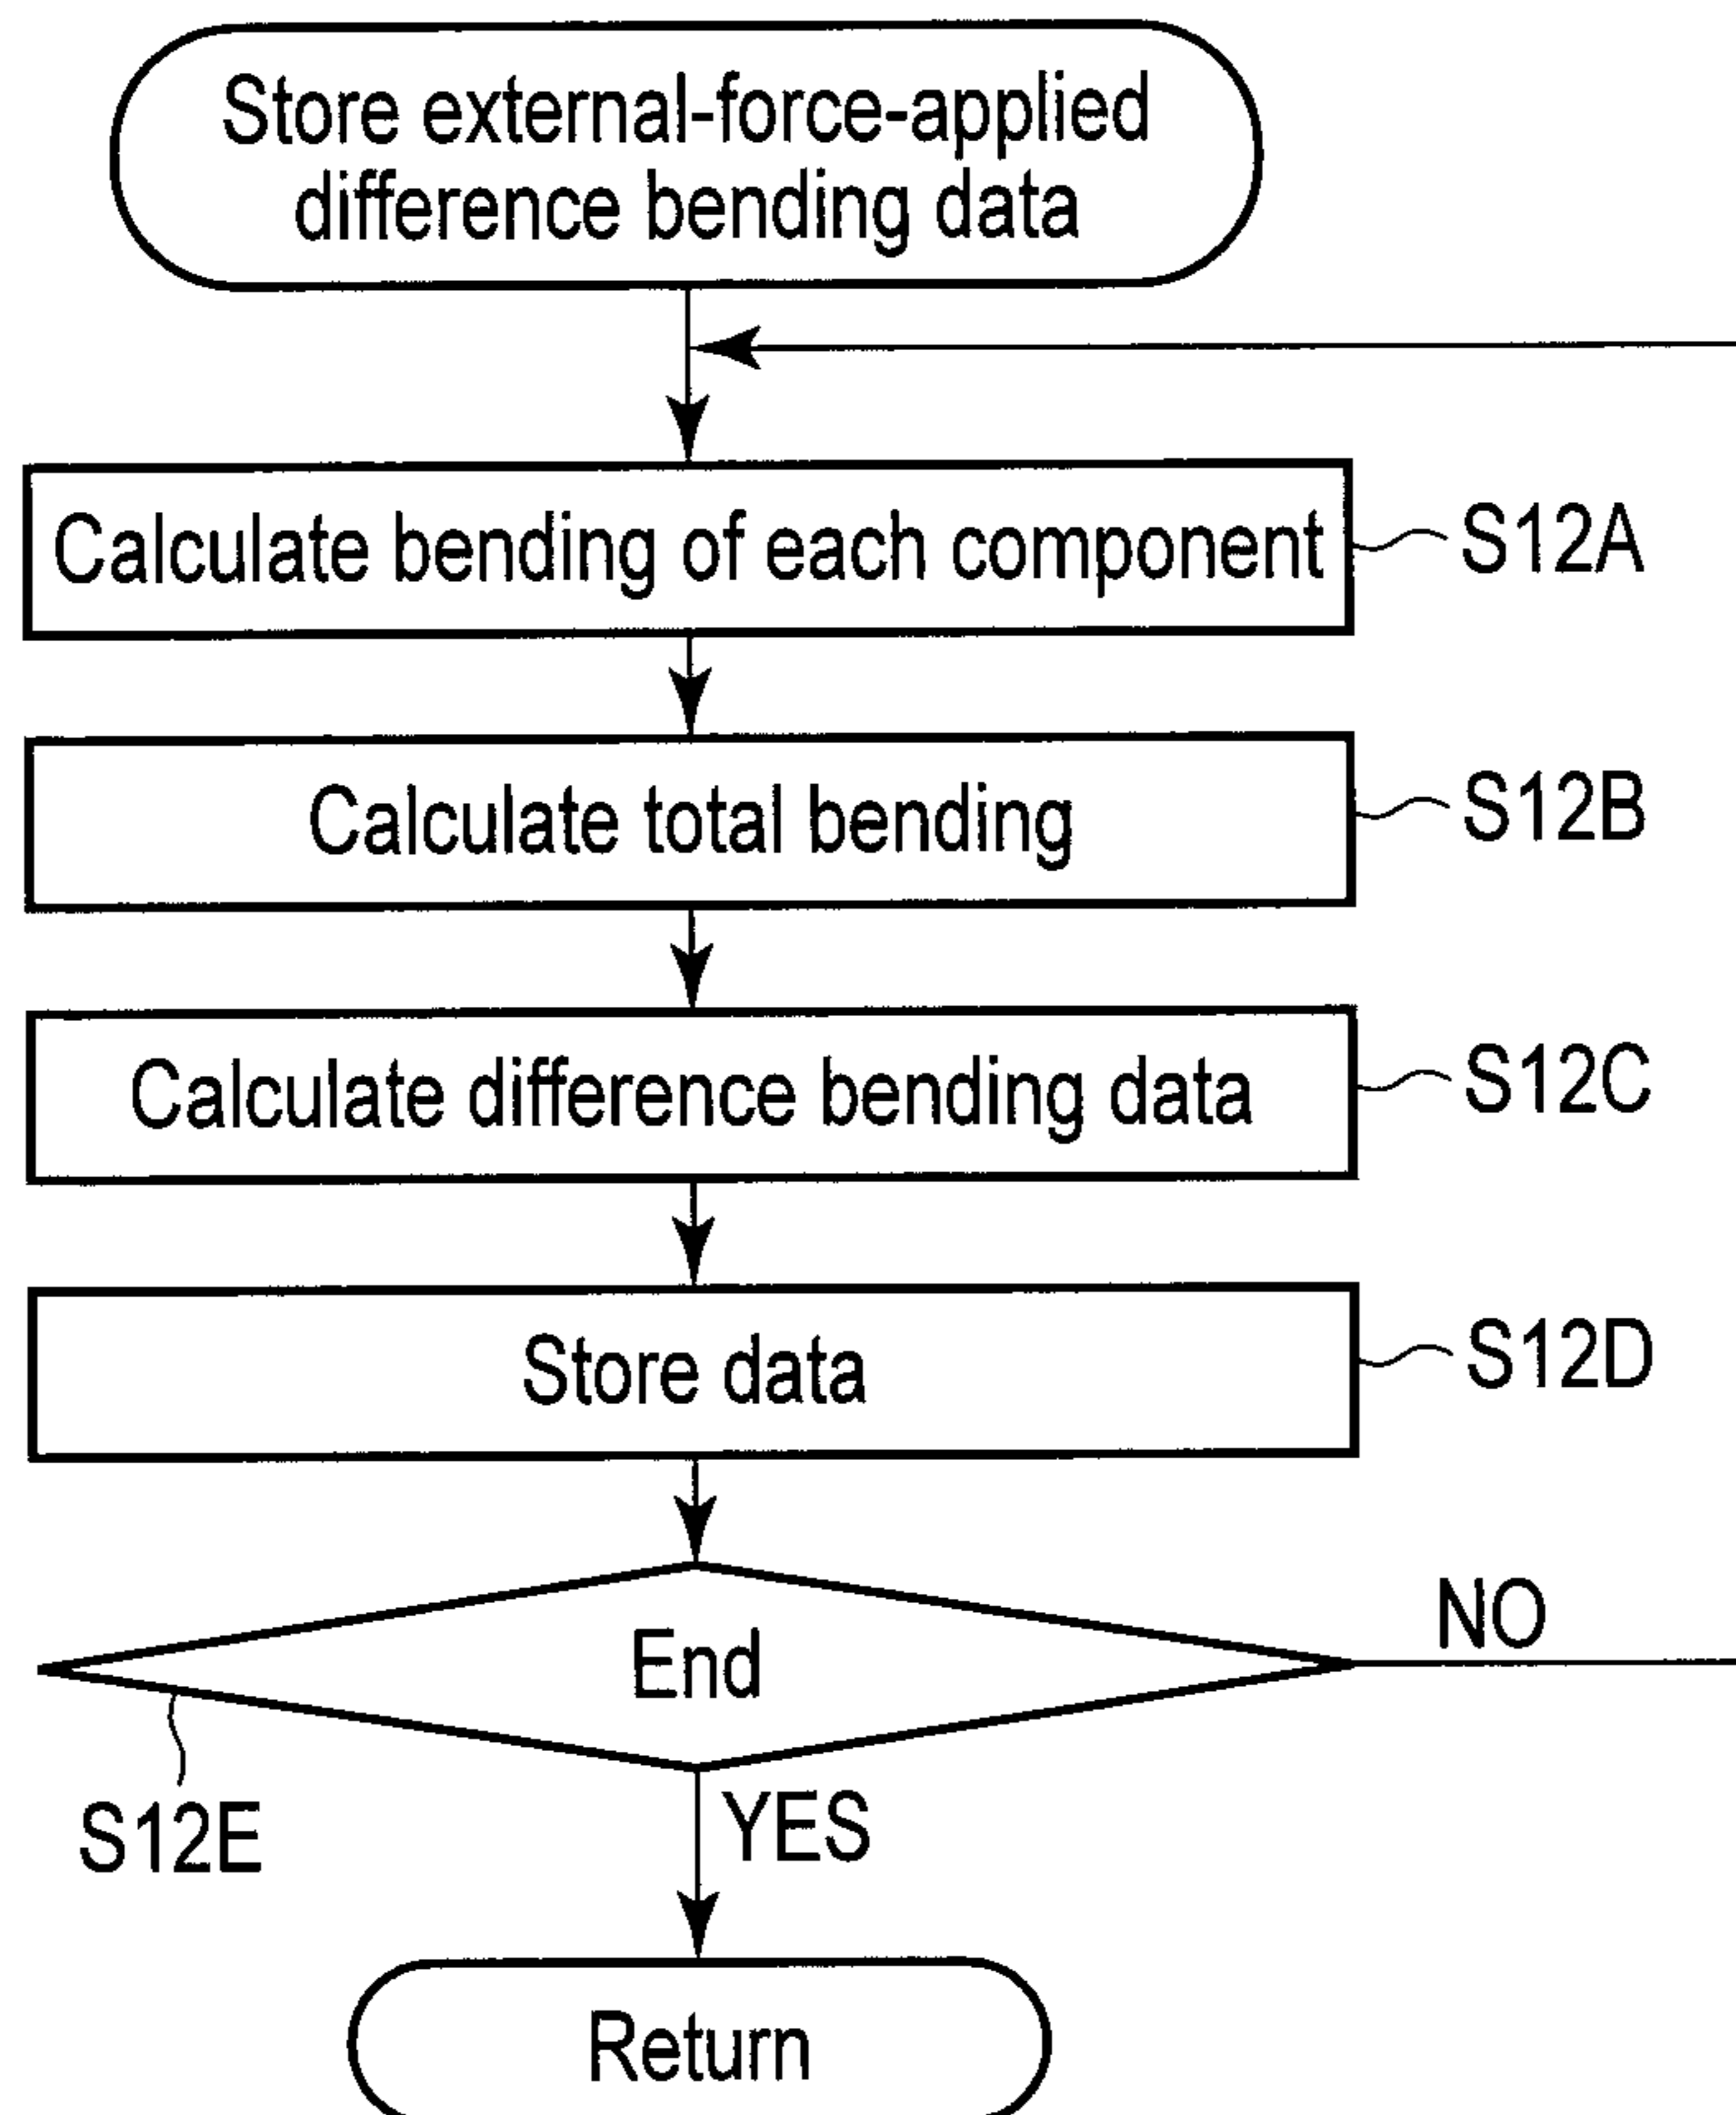 Store external-force-applied
difference bending data
Calculate bending of each component
S12A
Calculate total bending
S12B
Calculate difference bending data
S12C
Store data
S12D
End
NO
S12E
YES
Return